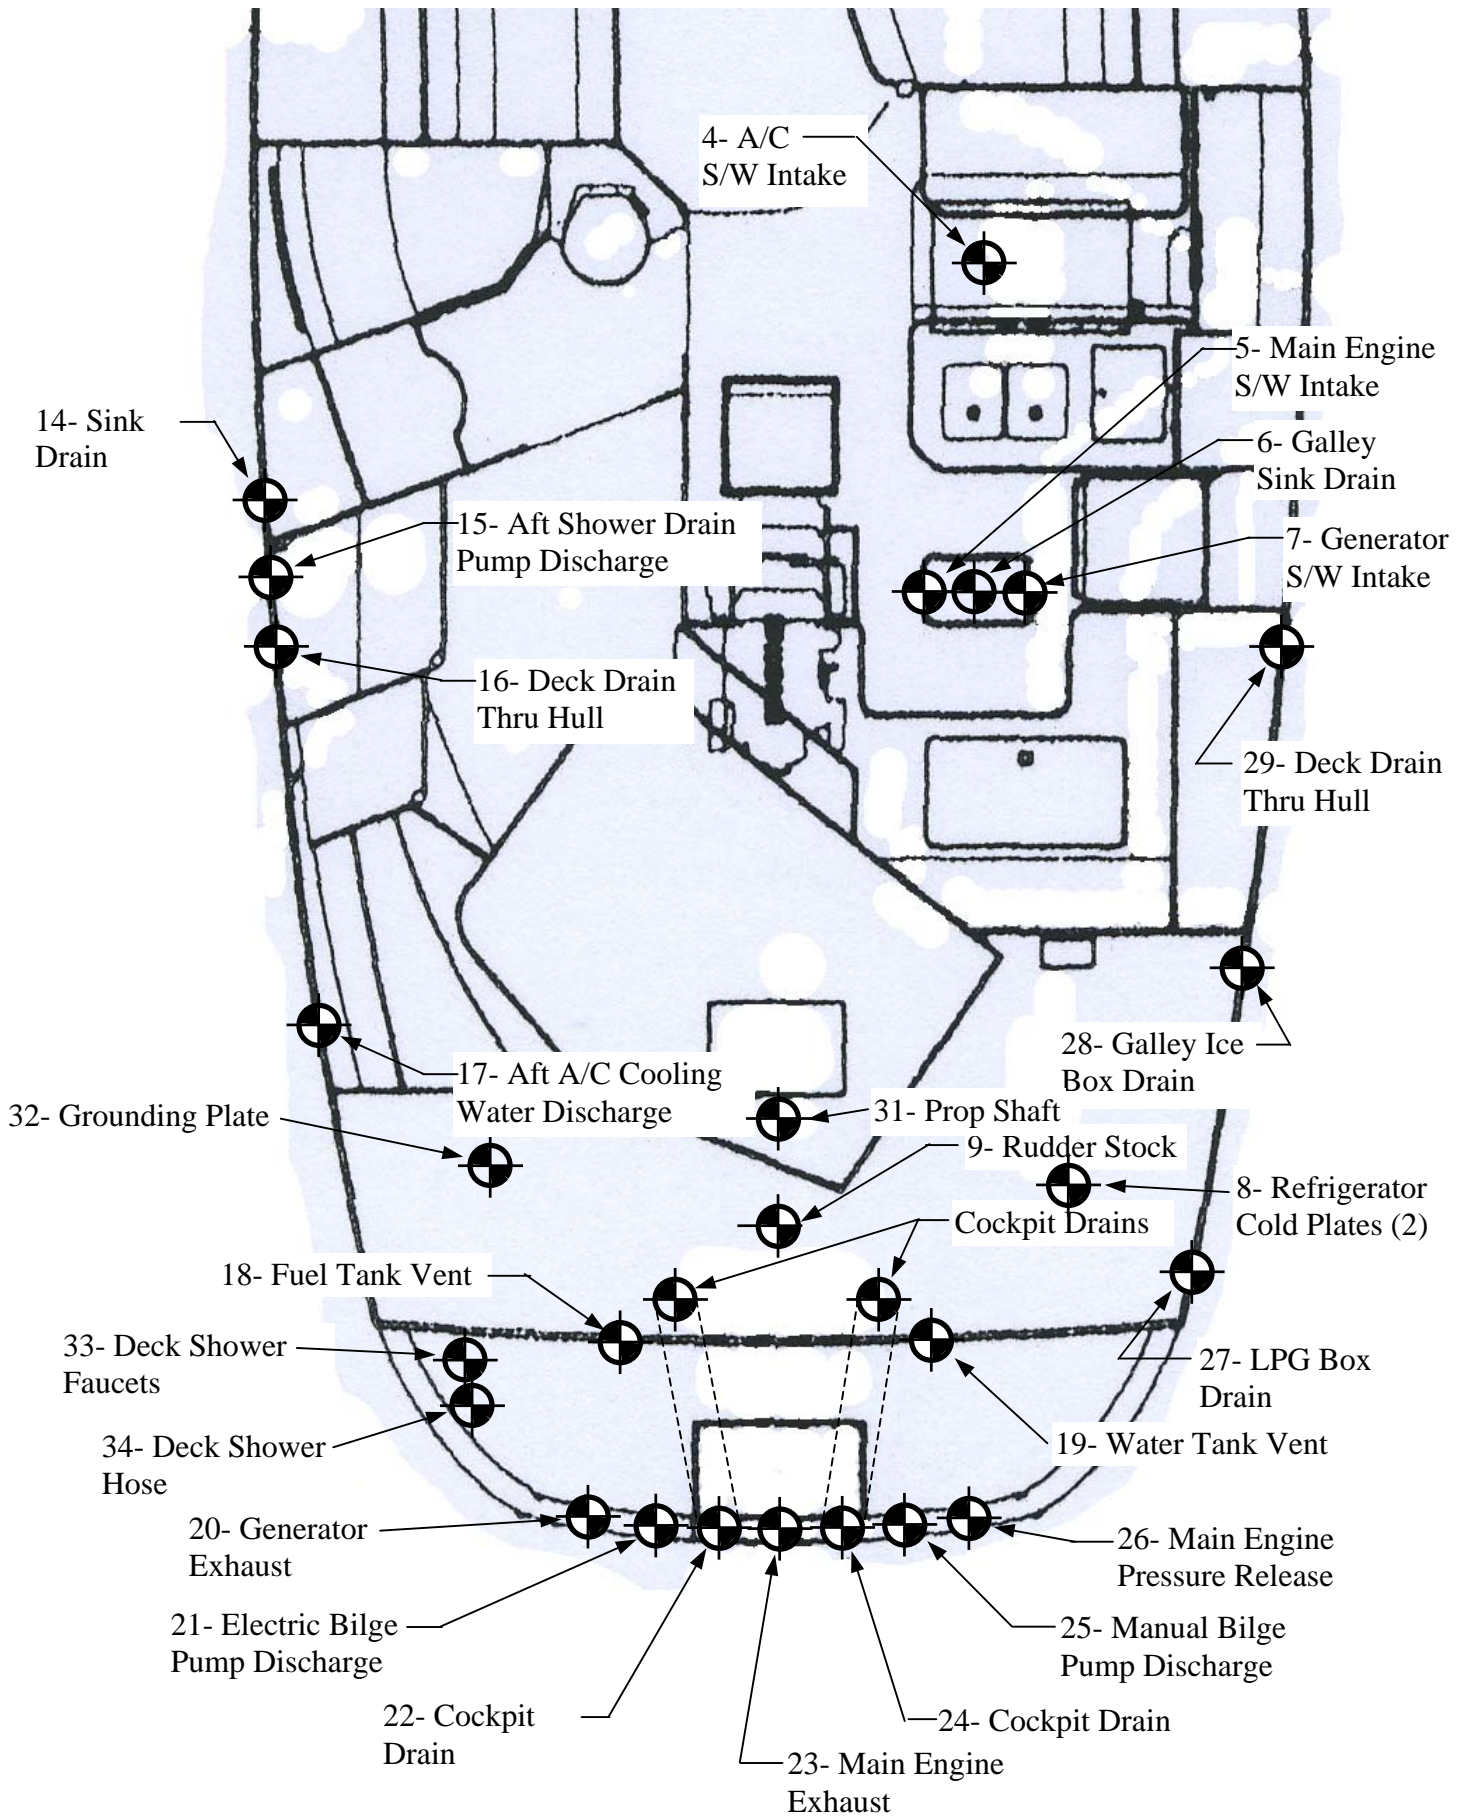 4- A/C
S/W Intake
5- Main Engine
S/W Intake
14- Sink
Drain
6- Galley
Sink Drain
15- Aft Shower Drain
Pump Discharge
7- Generator
S/W Intake
16- Deck Drain
Thru Hull
29- Deck Drain
Thru Hull
28- Galley Ice
Box Drain
17- Aft A/C Cooling
Water Discharge
32- Grounding Plate
31- Prop Shaft
9- Rudder Stock
8- Refrigerator
Cold Plates (2)
Cockpit Drains
18- Fuel Tank Vent
33- Deck Shower
Faucets
27- LPG Box
Drain
34- Deck Shower
Hose
19- Water Tank Vent
20- Generator
Exhaust
26- Main Engine
Pressure Release
21- Electric Bilge
Pump Discharge
25- Manual Bilge
Pump Discharge
22- Cockpit
Drain
24- Cockpit Drain
23- Main Engine
Exhaust